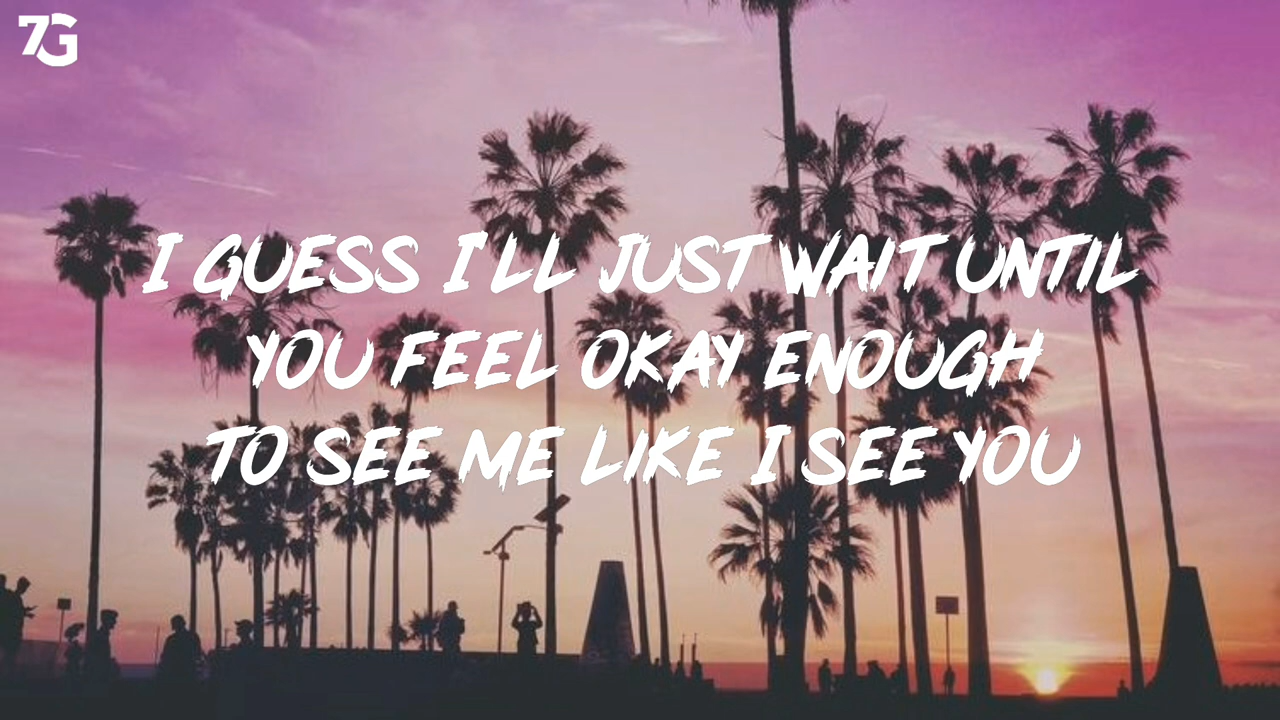 7G
I GUESS I'LL JUST WAIT UNTIL
YOU FEEL OKAY ENOUGH
TO SEE ME LIKE I SEE YOU